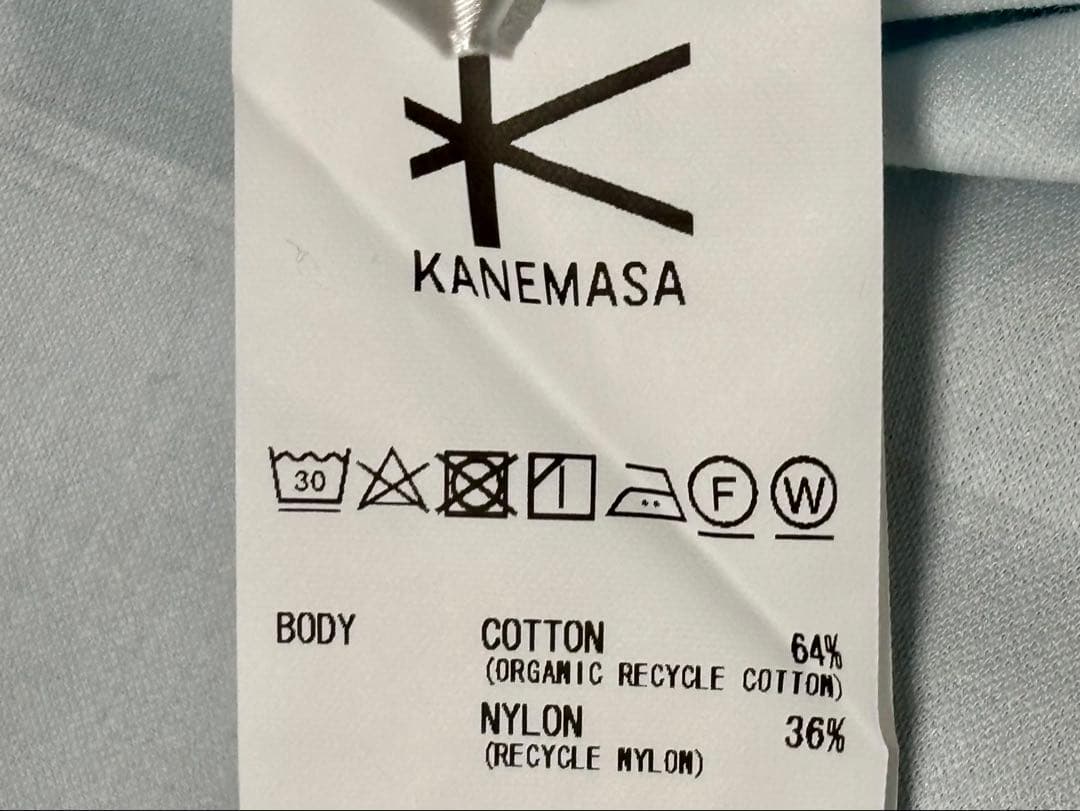 KANEMASA
30 F W
BODY COTTON 64%
(ORGANIC RECYCLE COTTON)
NYLON 36%
(RECYCLE NYLON)